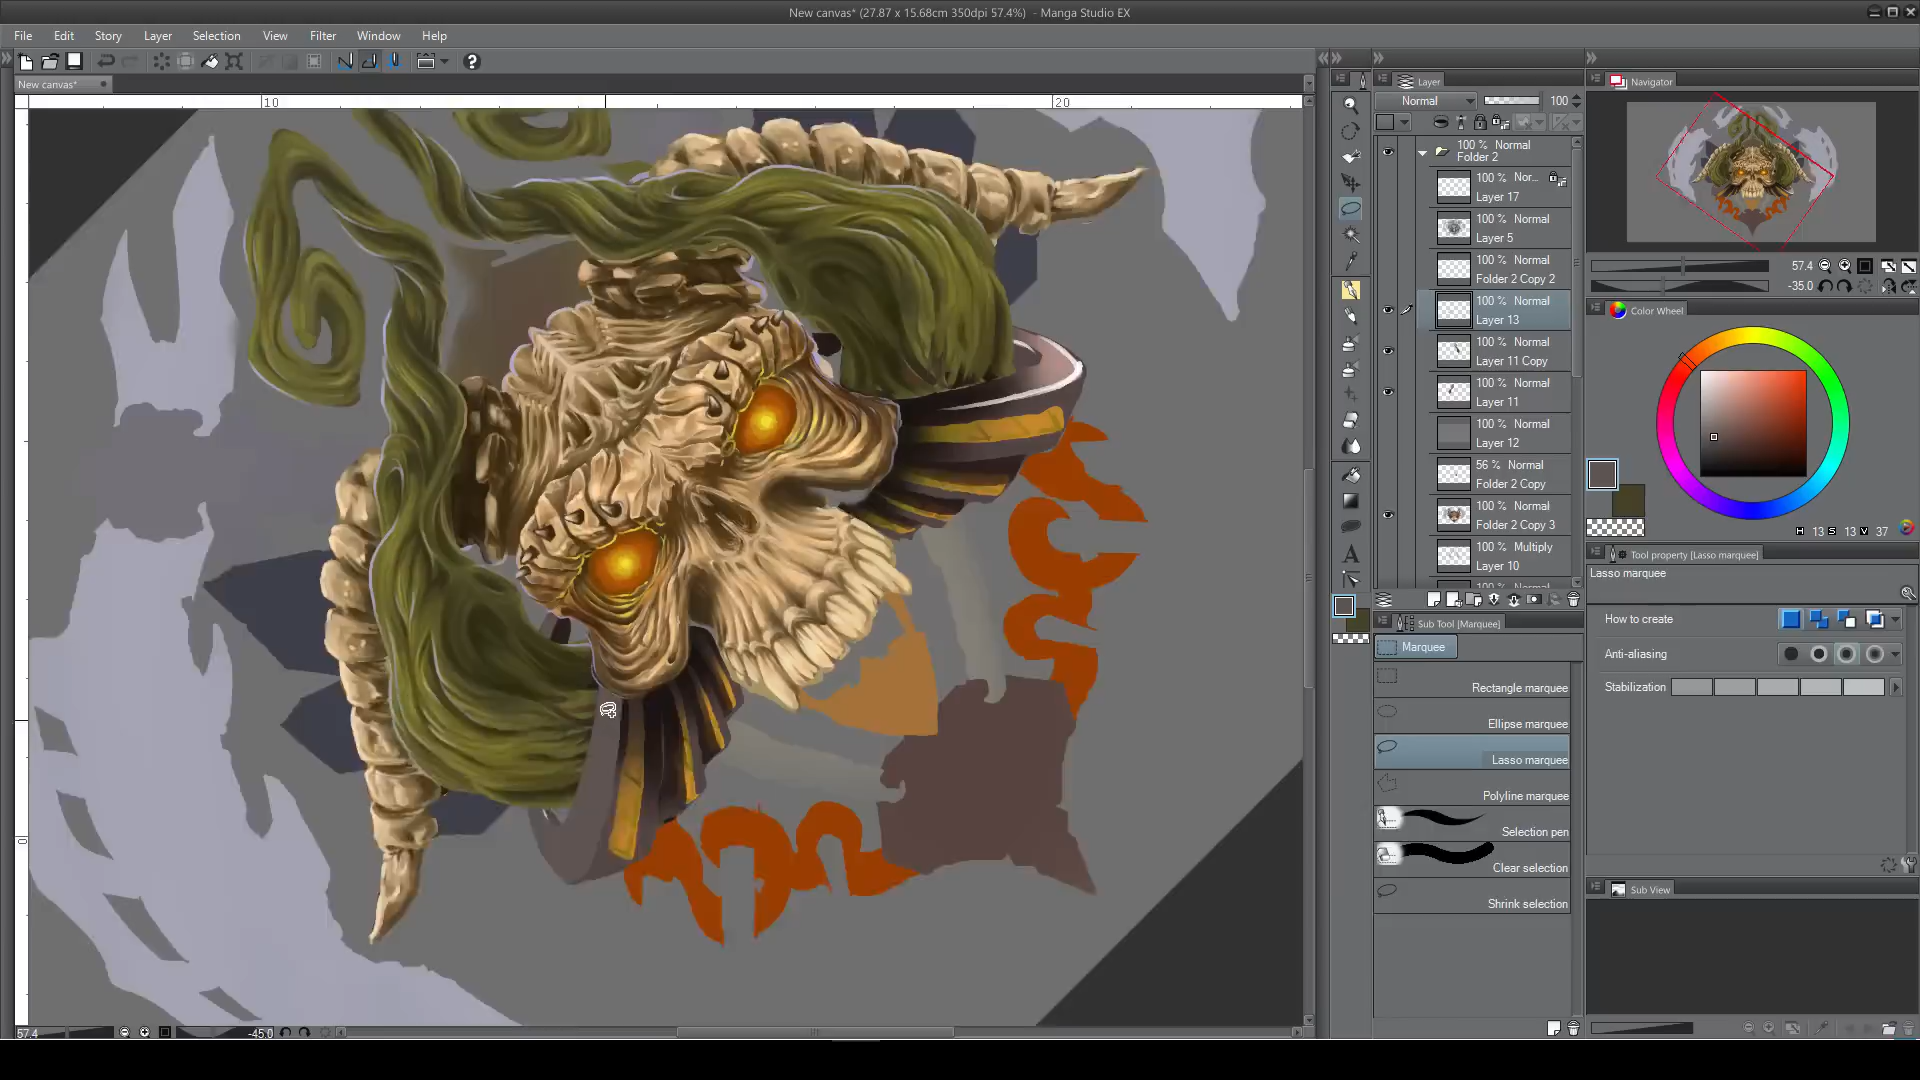 New canvas* (27.87 x 15.68cm 350dpi 57.4%) - Manga Studio EX
File Edit Story Layer Selection View Filter Window Help
New canvas*
10
20
0
57.4
-45.0
Layer
Normal 100
100 % Normal
Folder 2
100 % Nor...
Layer 17
100 % Normal
Layer 5
100 % Normal
Folder 2 Copy 2
100 % Normal
Layer 13
100 % Normal
Layer 11 Copy
100 % Normal
Layer 11
100 % Normal
Layer 12
56 % Normal
Folder 2 Copy
100 % Normal
Folder 2 Copy 3
100 % Multiply
Layer 10
100 % Normal
A
Sub Tool [Marquee]
Marquee
Rectangle marquee
Ellipse marquee
Lasso marquee
Polyline marquee
Selection pen
Clear selection
Shrink selection
Navigator
57.4
-35.0
Color Wheel
H 13 S 13 V 37
Tool property [Lasso marquee]
Lasso marquee
How to create
Anti-aliasing
Stabilization
Sub View